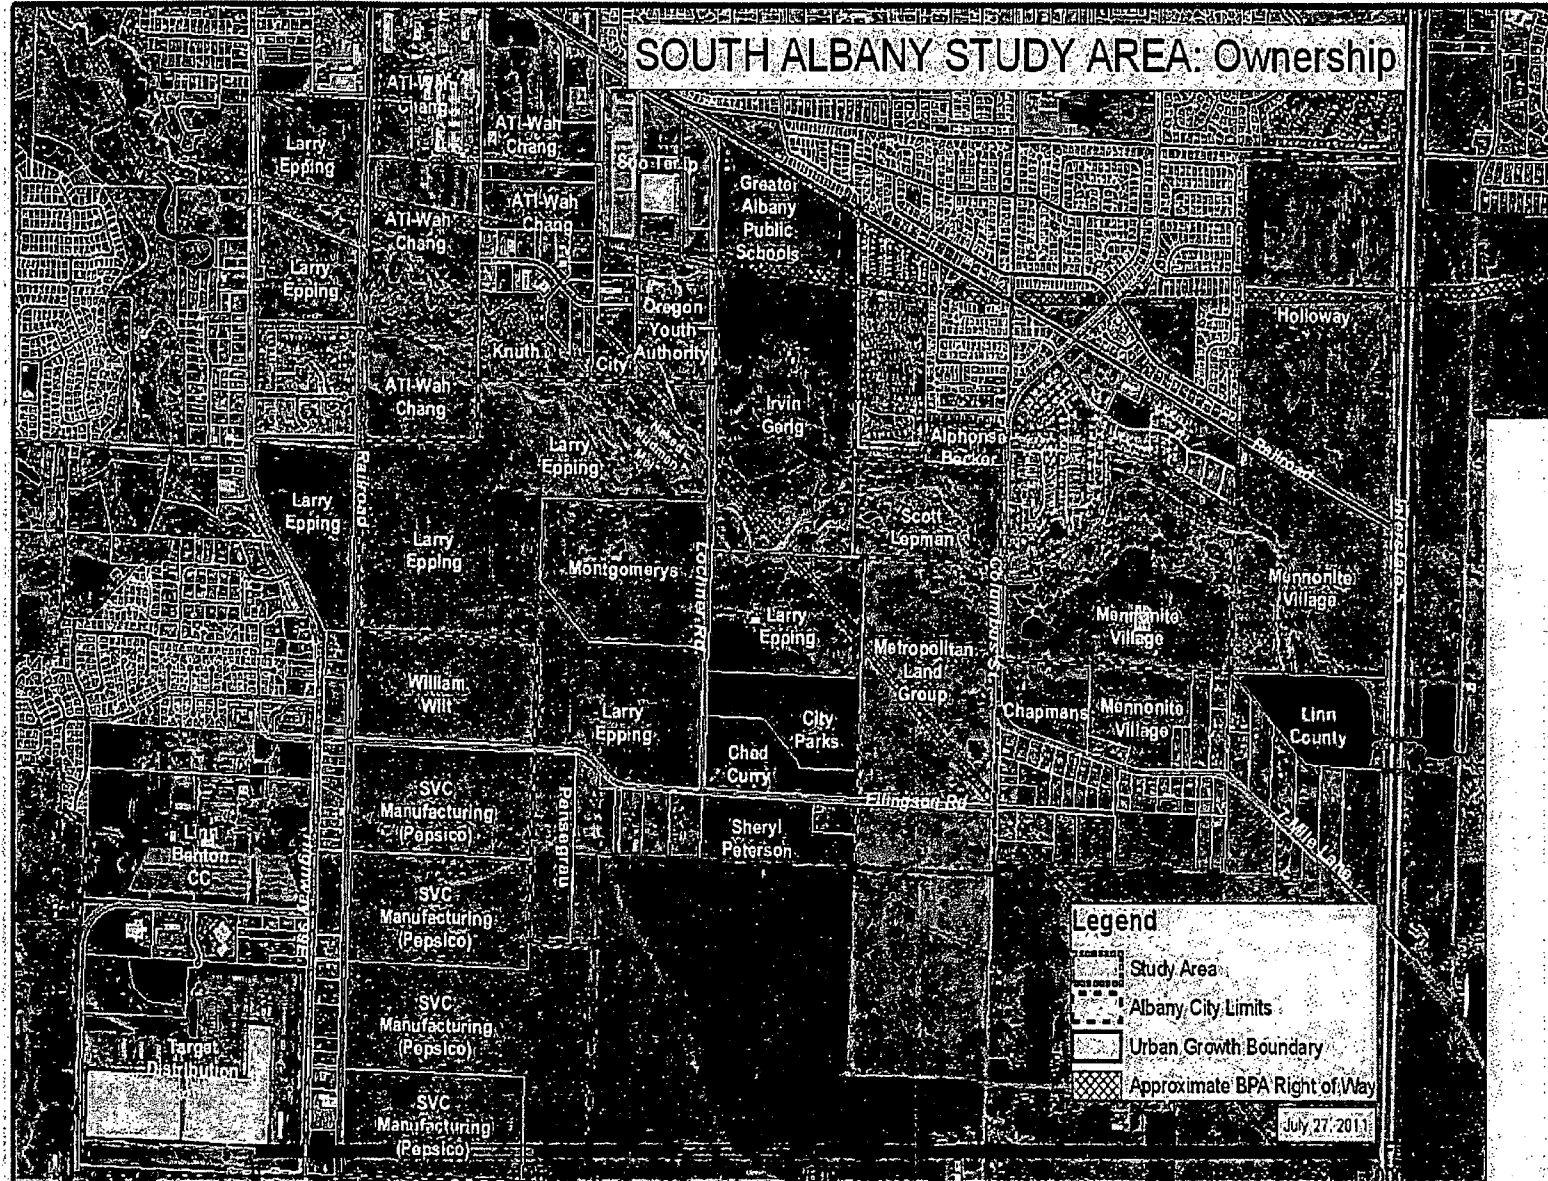 SOUTH ALBANY STUDY AREA: Ownership
ATI-Wah
Chang
ATI-Wah
Chang
Larry
Epping
Greater
Albany
Public
Schools
ATI-Wah
Chang
ATI-Wah
Chang
Larry
Epping
Oregon
Youth
Authority
Holloway
Knuth
City
ATI-Wah
Chang
Irvin
Gerig
Larry
Epping
Alphonse
Becker
Railroad
Railroad
Larry
Epping
Larry
Epping
Scott
Lepman
Montgomerys
Lochner Rd
Mennonite
Village
Larry
Epping
Mennonite
Village
Metropolitan
Land
Group
William
Wilt
Larry
Epping
City
Parks
Chapmans
Mennonite
Village
Linn
County
Chad
Curry
Ellingson Rd
SVC
Manufacturing
(Pepsico)
Sheryl
Peterson
Linn
Benton
CC
SVC
Manufacturing
(Pepsico)
SVC
Manufacturing
(Pepsico)
Target
Distribution
SVC
Manufacturing
(Pepsico)
Legend
Study Area
Albany City Limits
Urban Growth Boundary
Approximate BPA Right of Way
July 27, 2011